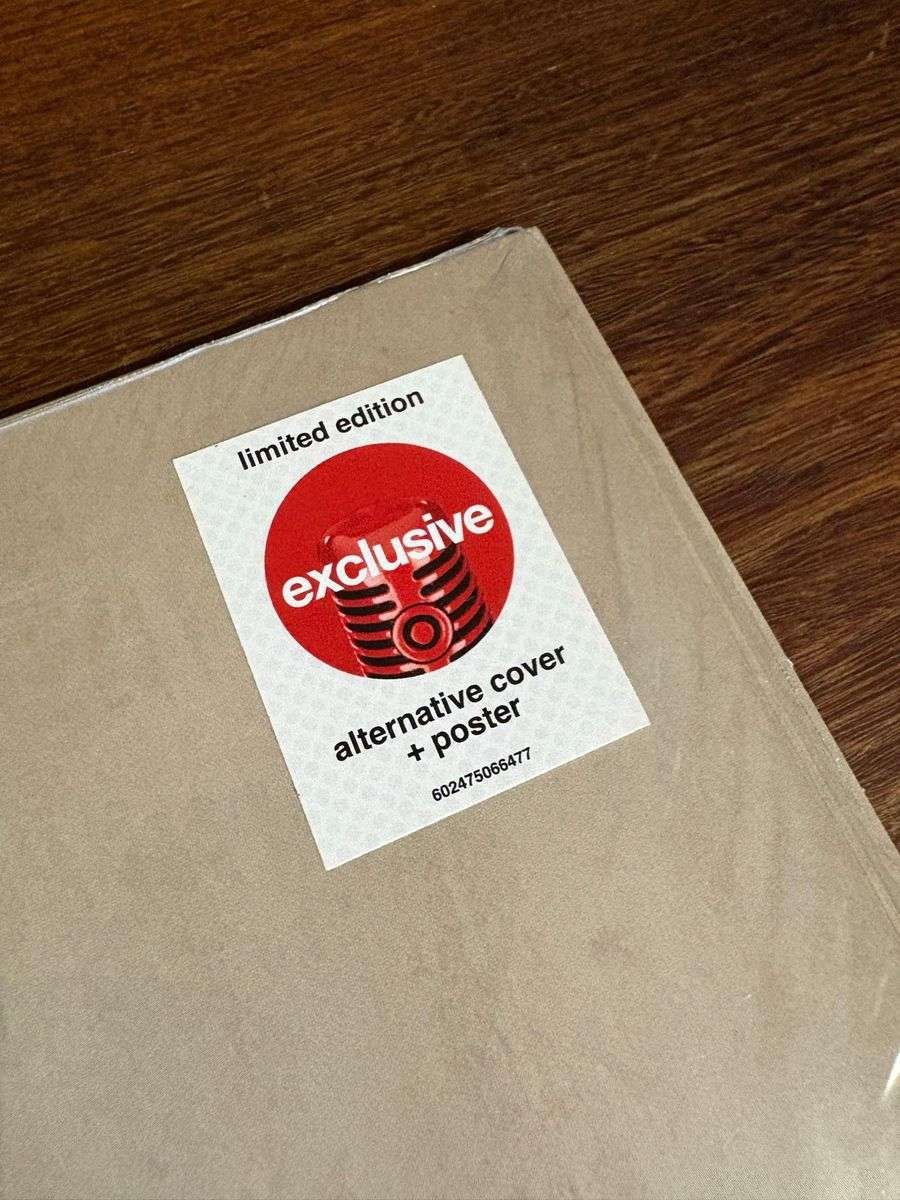 limited edition
exclusive
alternative cover
+ poster
602475066477